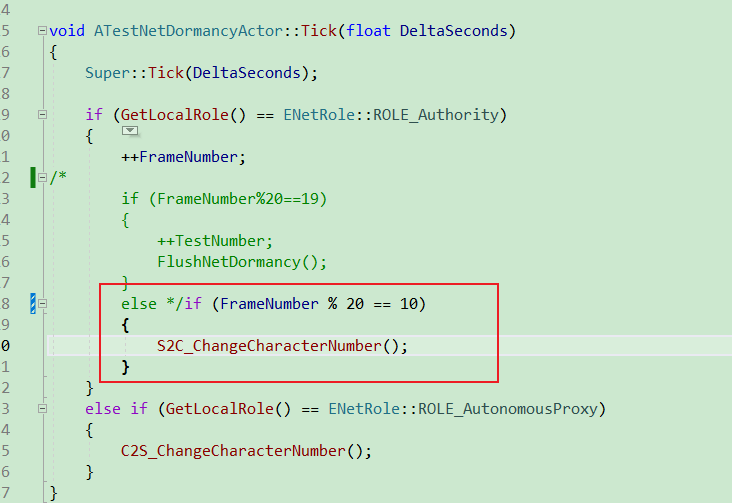 4
5 void ATestNetDormancyActor::Tick(float DeltaSeconds)
6 {
7 Super::Tick(DeltaSeconds);
8
9 if (GetLocalRole() == ENetRole::ROLE_Authority)
0 {
1 ++FrameNumber;
2 /*
3 if (FrameNumber%20==19)
4 {
5 ++TestNumber;
6 FlushNetDormancy();
7 }
8 else */if (FrameNumber % 20 == 10)
9 {
0 S2C_ChangeCharacterNumber();
1 }
2 }
3 else if (GetLocalRole() == ENetRole::ROLE_AutonomousProxy)
4 {
5 C2S_ChangeCharacterNumber();
6 }
7 }